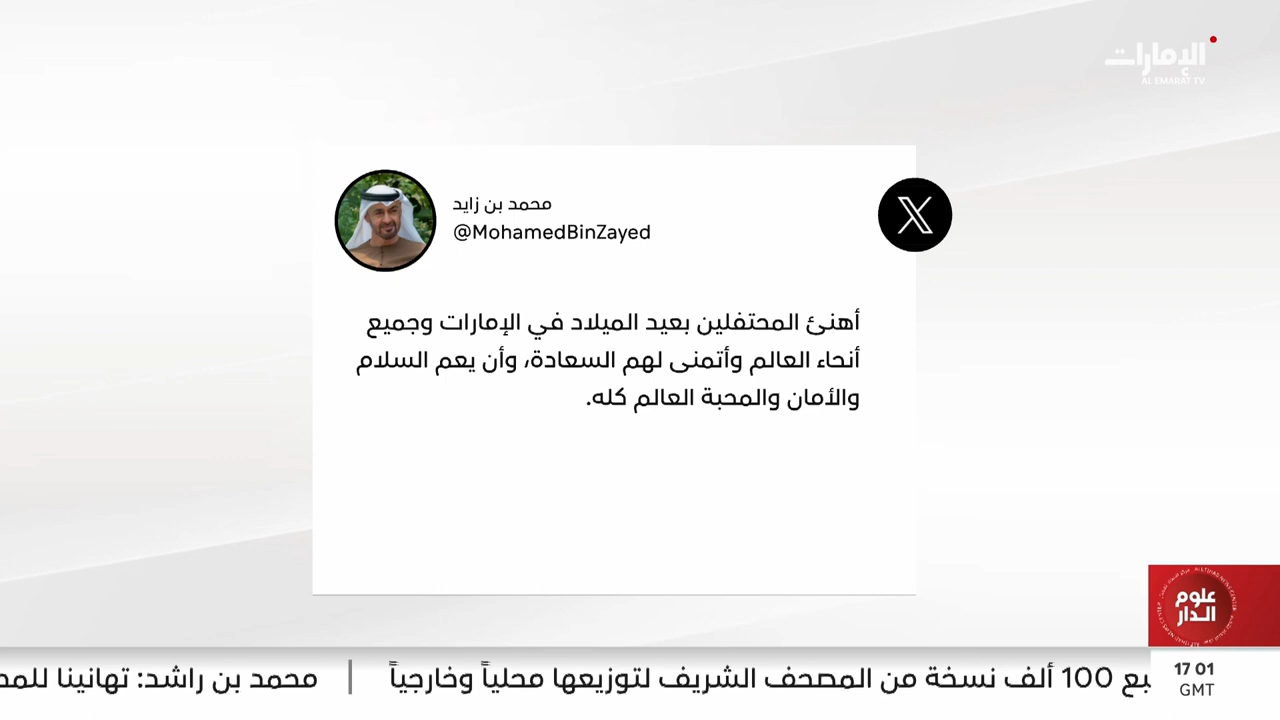 الإمارات
AL EMARAT TV
محمد بن زايد
@MohamedBinZayed
أهنئ المحتفلين بعيد الميلاد في الإمارات وجميع
أنحاء العالم وأتمنى لهم السعادة، وأن يعم السلام
والأمان والمحبة العالم كله.
علوم
الدار
100 ألف نسخة من المصحف الشريف لتوزيعها محلياً وخارجياً | محمد بن راشد: تهانينا
17 01
GMT